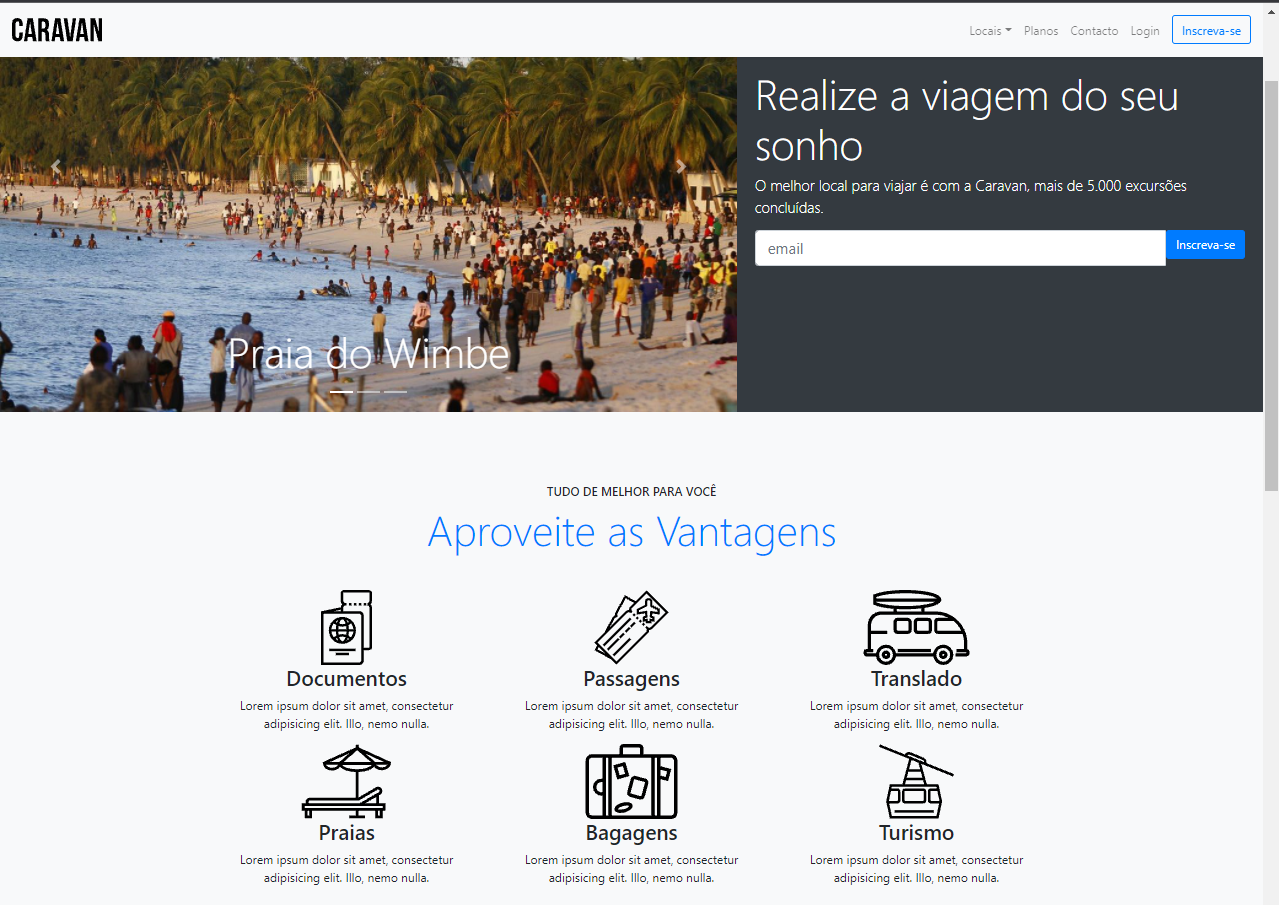 CARAVAN
Locais Planos Contacto Login Inscreva-se
Realize a viagem do seu
sonho
O melhor local para viajar é com a Caravan, mais de 5.000 excursões
concluídas.
email Inscreva-se
Praia do Wimbe
TUDO DE MELHOR PARA VOCÊ
Aproveite as Vantagens
Documentos
Lorem ipsum dolor sit amet, consectetur
adipisicing elit. Illo, nemo nulla.
Passagens
Lorem ipsum dolor sit amet, consectetur
adipisicing elit. Illo, nemo nulla.
Translado
Lorem ipsum dolor sit amet, consectetur
adipisicing elit. Illo, nemo nulla.
Praias
Lorem ipsum dolor sit amet, consectetur
adipisicing elit. Illo, nemo nulla.
Bagagens
Lorem ipsum dolor sit amet, consectetur
adipisicing elit. Illo, nemo nulla.
Turismo
Lorem ipsum dolor sit amet, consectetur
adipisicing elit. Illo, nemo nulla.